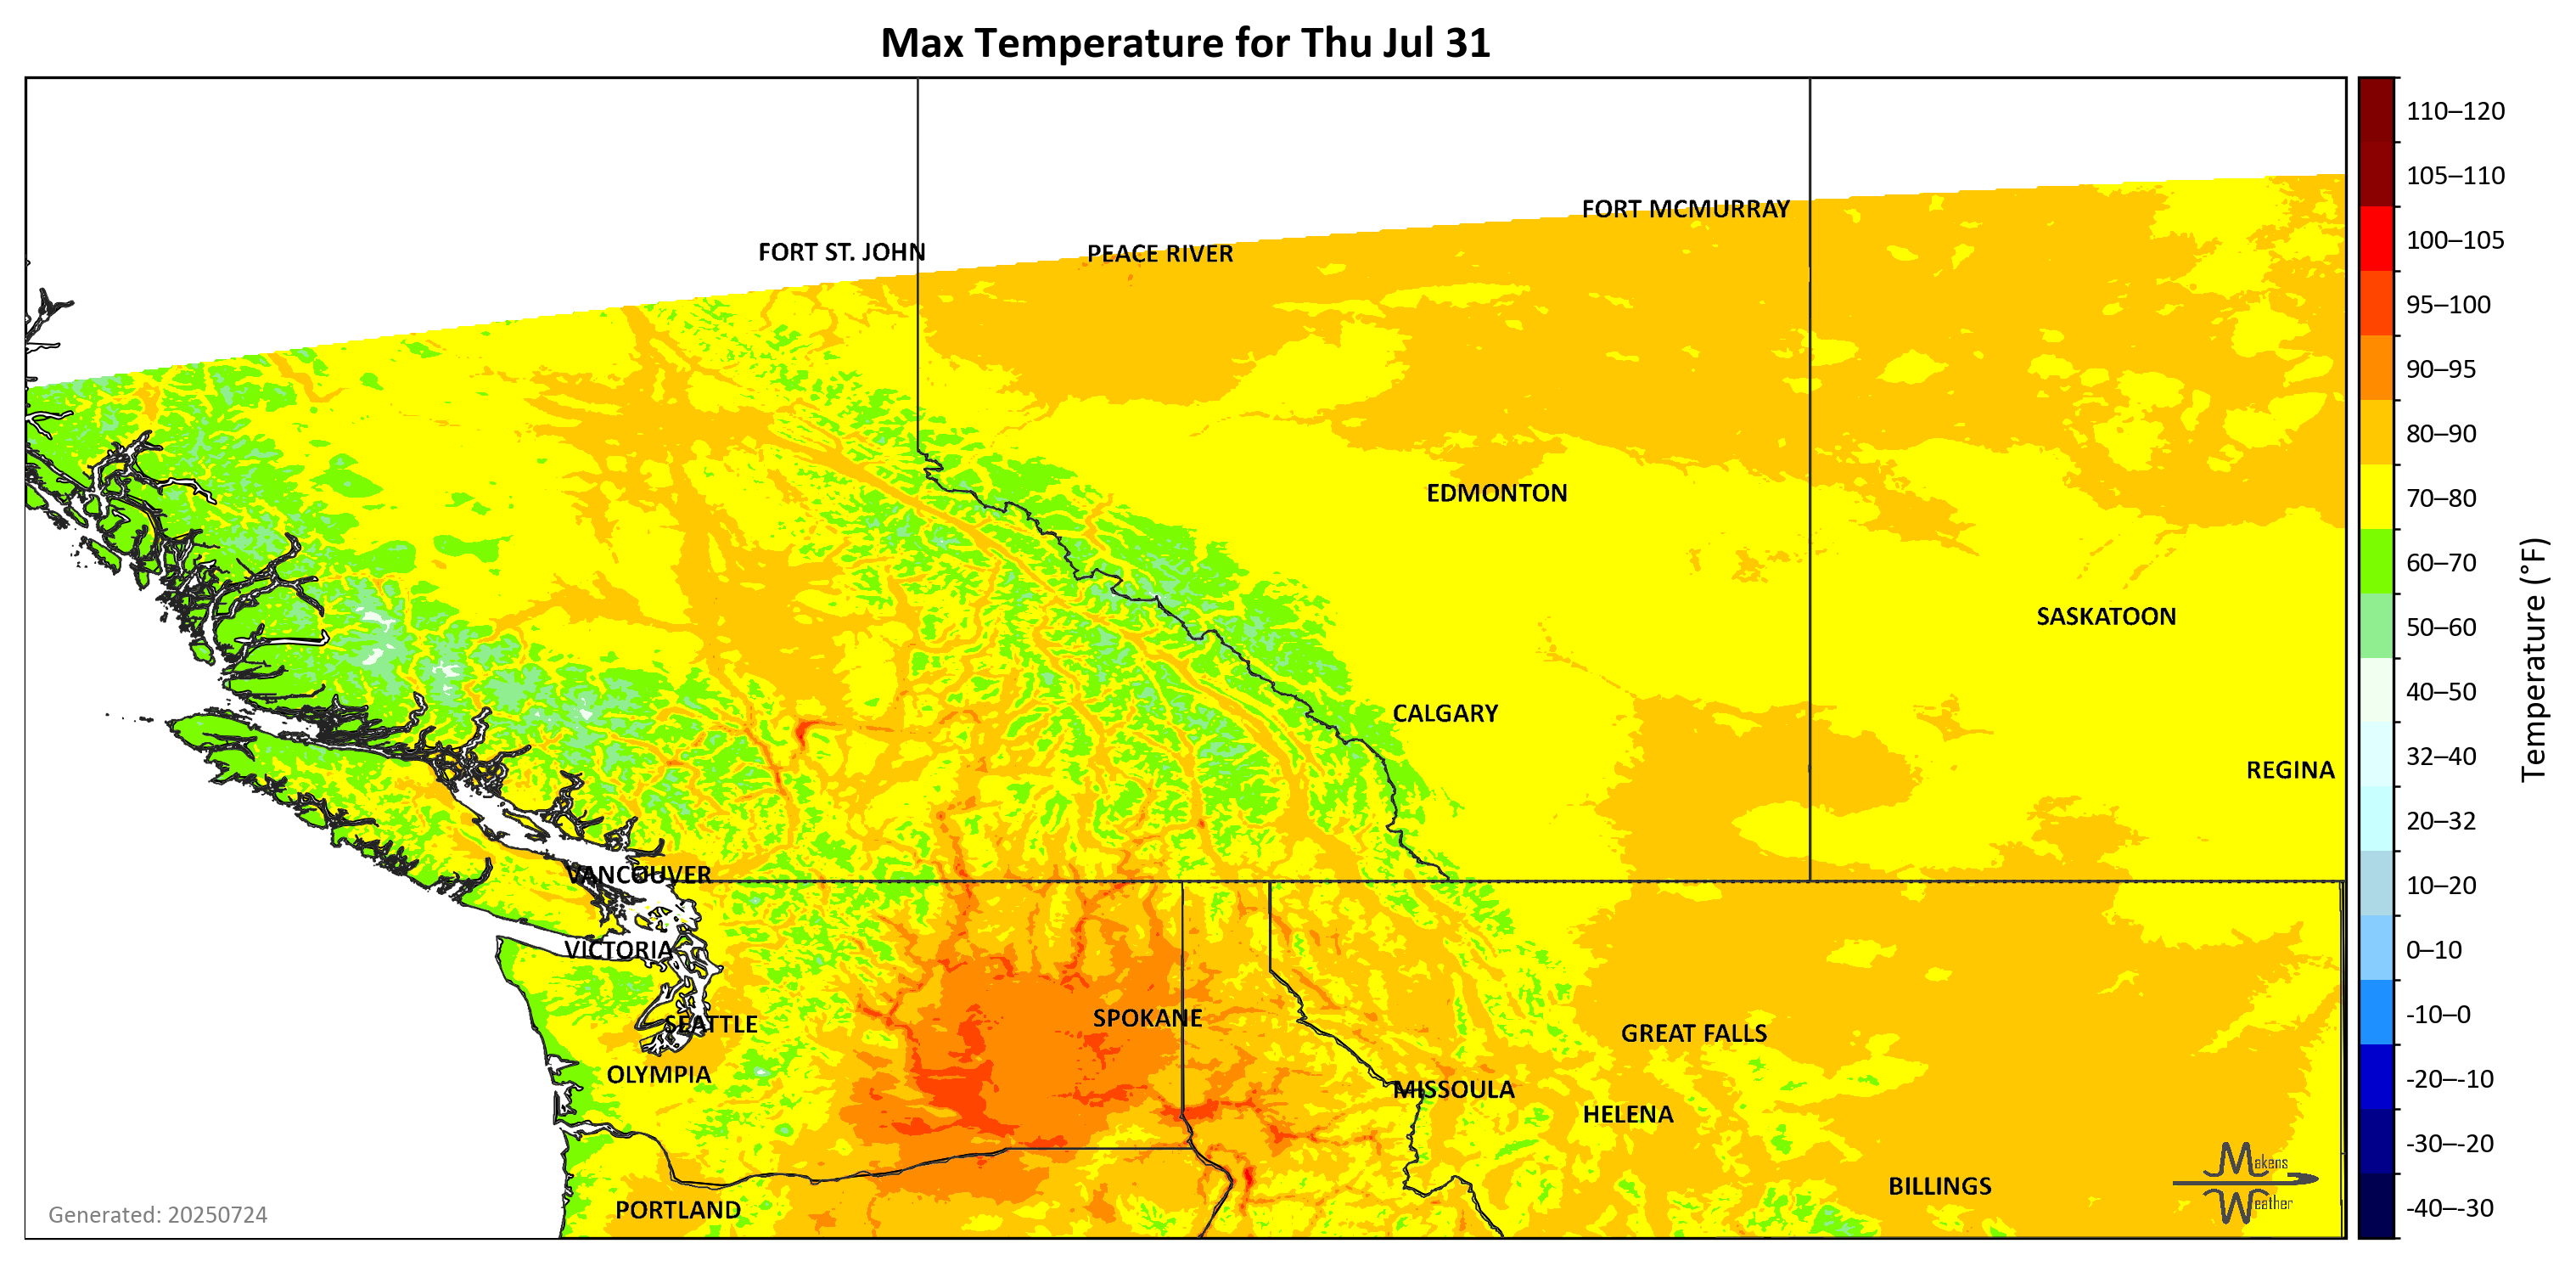 Max Temperature for Thu Jul 31
110–120
105–110
FORT MCMURRAY
100–105
FORT ST. JOHN
PEACE RIVER
95–100
90–95
80–90
70–80
EDMONTON
60–70
50–60
SASKATOON
40–50
CALGARY
32–40
REGINA
Temperature (°F)
20–32
VANCOUVER
10–20
VICTORIA
0–10
SPOKANE
SEATTLE
GREAT FALLS
-10–0
OLYMPIA
-20–-10
MISSOULA
HELENA
-30–-20
Makens
Weather
BILLINGS
PORTLAND
-40–-30
Generated: 20250724